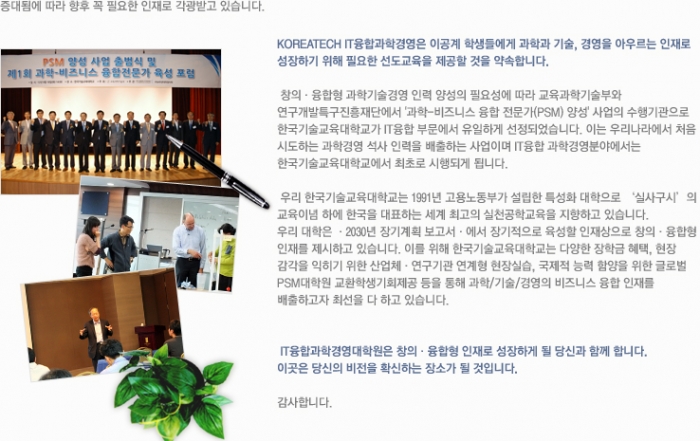 증대됨에 따라 향후 꼭 필요한 인재로 각광받고 있습니다.
PSM 양성 사업 출범식 및
제1회 과학-비즈니스 융합전문가 육성 포럼
KOREATECH IT융합과학경영은 이공계 학생들에게 과학과 기술, 경영을 아우르는 인재로
성장하기 위해 필요한 선도교육을 제공할 것을 약속합니다.
창의 · 융합형 과학기술경영 인력 양성의 필요성에 따라 교육과학기술부와
연구개발특구진흥재단에서 '과학-비즈니스 융합 전문가(PSM) 양성' 사업의 수행기관으로
한국기술교육대학교가 IT융합 부문에서 유일하게 선정되었습니다. 이는 우리나라에서 처음
시도하는 과학경영 석사 인력을 배출하는 사업이며 IT융합 과학경영분야에서는
한국기술교육대학교에서 최초로 시행되게 됩니다.
우리 한국기술교육대학교는 1991년 고용노동부가 설립한 특성화 대학으로 ‘실사구시’의
교육이념 하에 한국을 대표하는 세계 최고의 실천공학교육을 지향하고 있습니다.
우리 대학은 ·2030년 장기계획 보고서·에서 장기적으로 육성할 인재상으로 창의·융합형
인재를 제시하고 있습니다. 이를 위해 한국기술교육대학교는 다양한 장학금 혜택, 현장
감각을 익히기 위한 산업체·연구기관 연계형 현장실습, 국제적 능력 함양을 위한 글로벌
PSM대학원 교환학생기회제공 등을 통해 과학/기술/경영의 비즈니스 융합 인재를
배출하고자 최선을 다 하고 있습니다.
IT융합과학경영대학원은 창의·융합형 인재로 성장하게 될 당신과 함께 합니다.
이곳은 당신의 비전을 확신하는 장소가 될 것입니다.
감사합니다.